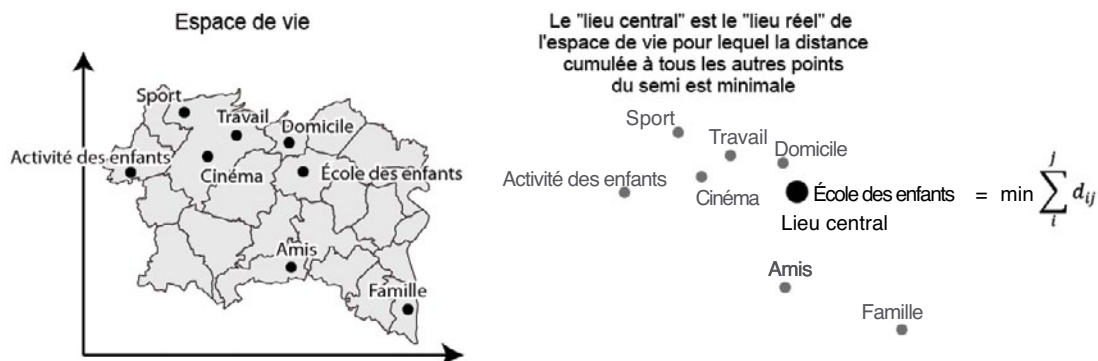 Espace de vie
Sport
Travail
Domicile
Activité des enfants
Cinéma
École des enfants
Amis
Famille
Le "lieu central" est le "lieu réel" de
l'espace de vie pour lequel la distance
cumulée à tous les autres points
du semi est minimale
Sport
Travail
Domicile
Activité des enfants
Cinéma
École des enfants = min ∑ᵢʲ dᵢⱼ
Lieu central
Amis
Famille